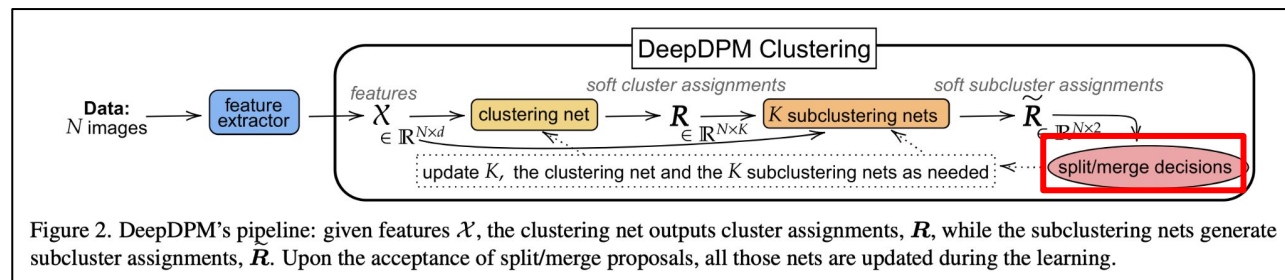 DeepDPM Clustering
Data:
N images
feature
extractor
features
𝒳
∈ ℝ^{N×d}
clustering net
soft cluster assignments
R
∈ ℝ^{N×K}
K subclustering nets
soft subcluster assignments
R̃
∈ ℝ^{N×2}
split/merge decisions
update K, the clustering net and the K subclustering nets as needed
Figure 2. DeepDPM's pipeline: given features 𝒳, the clustering net outputs cluster assignments, R, while the subclustering nets generate
subcluster assignments, R̃. Upon the acceptance of split/merge proposals, all those nets are updated during the learning.